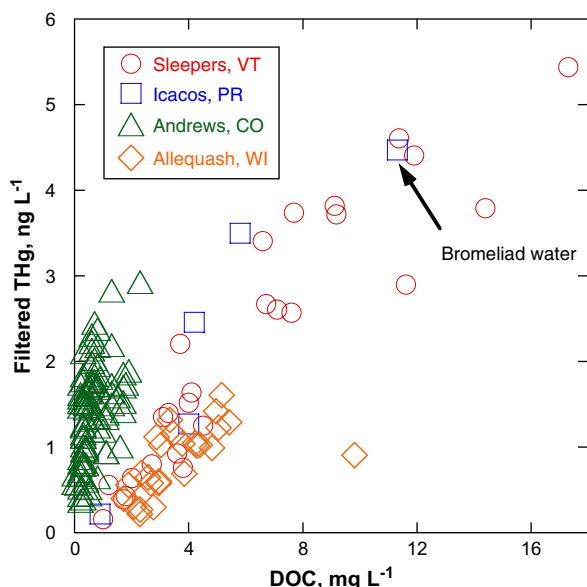 6
5
4
3
2
1
0
Filtered THg, ng L⁻¹
Sleepers, VT
Icacos, PR
Andrews, CO
Allequash, WI
Bromeliad water
0 4 8 12 16
DOC, mg L⁻¹